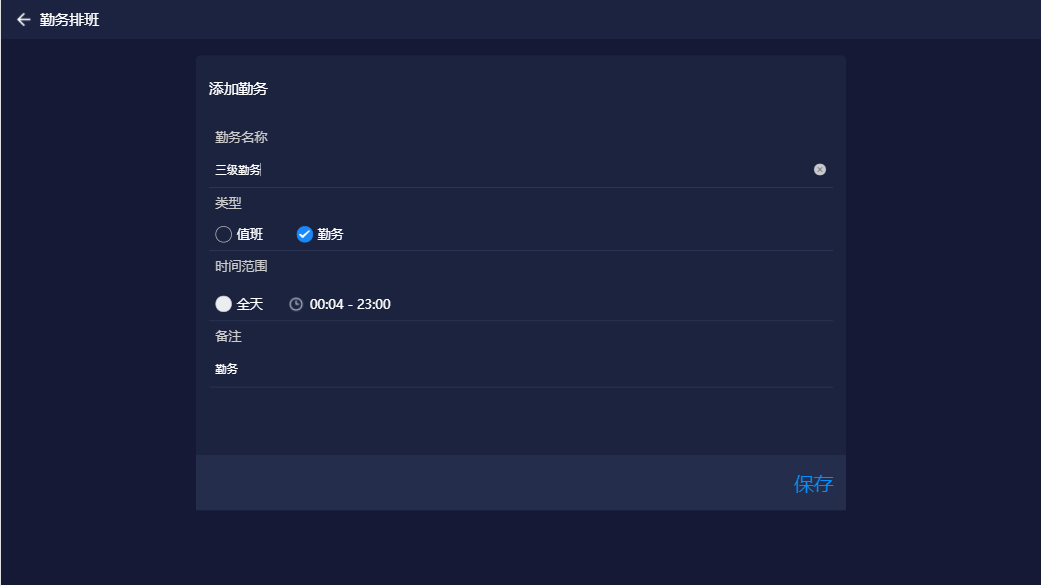 勤务排班
添加勤务
勤务名称
三级勤务
类型
值班 勤务
时间范围
全天 00:04 - 23:00
备注
勤务
保存